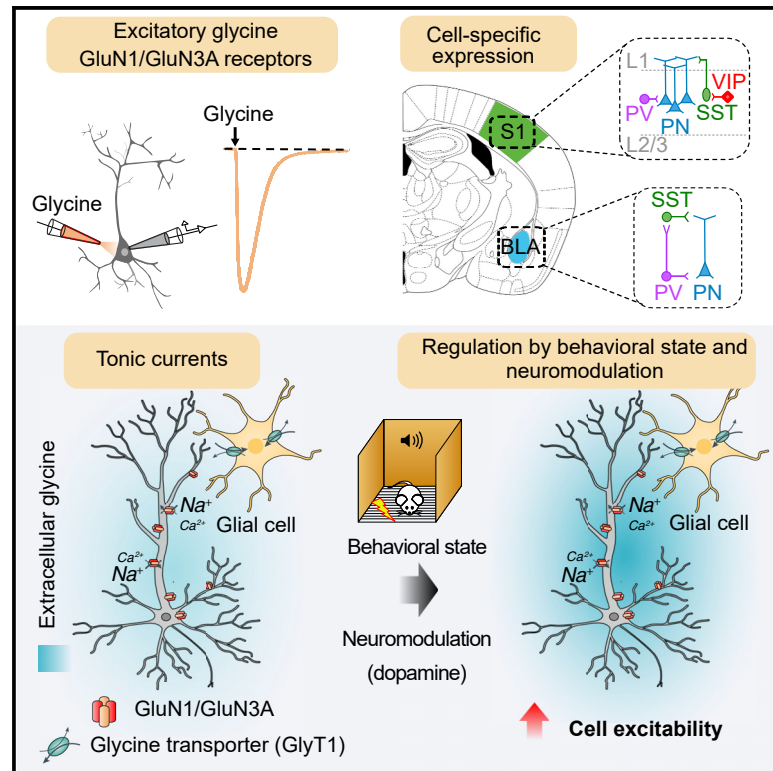 Excitatory glycine
GluN1/GluN3A receptors
Glycine
Glycine
Cell-specific
expression
S1
BLA
L1
VIP
PV
SST
PN
L2/3
SST
PV
PN
Tonic currents
Extracellular glycine
Na+
Ca2+
Ca2+
Na+
Glial cell
GluN1/GluN3A
Glycine transporter (GlyT1)
Behavioral state
Neuromodulation
(dopamine)
Regulation by behavioral state and
neuromodulation
Na+
Ca2+
Ca2+
Na+
Glial cell
Cell excitability